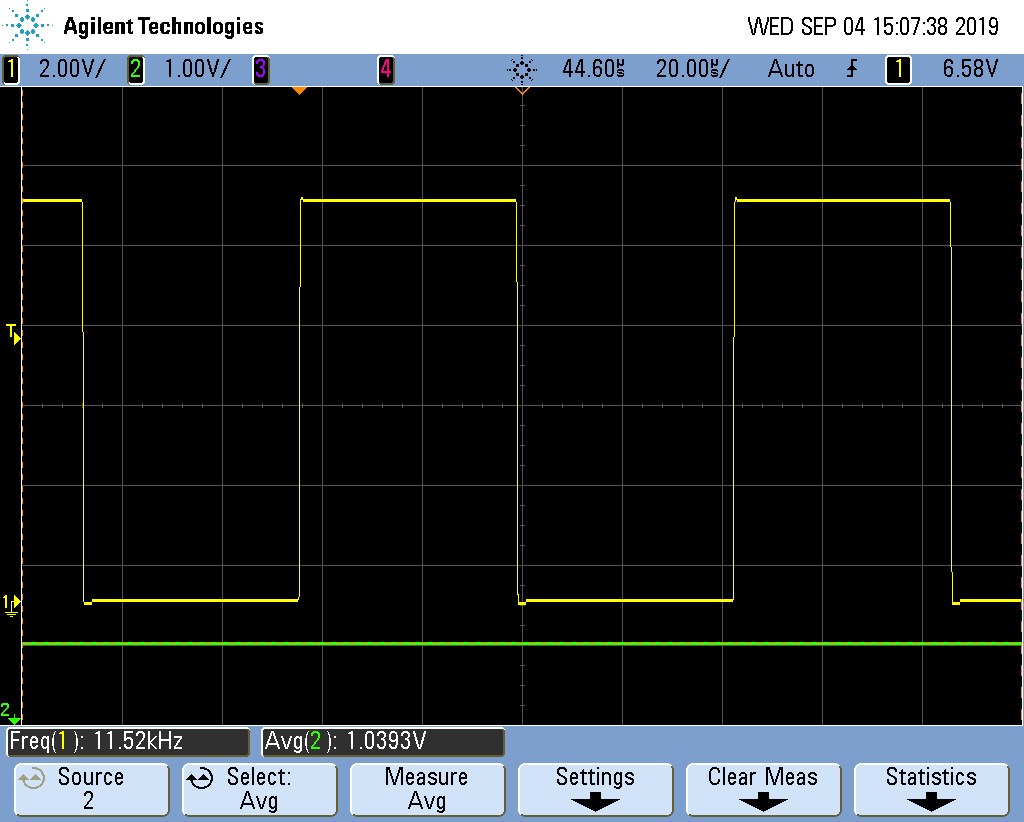 Agilent Technologies WED SEP 04 15:07:38 2019
1 2.00V/ 2 1.00V/ 3 4 44.60µs 20.00µs/ Auto 1 6.58V
T
1
2
Freq(1): 11.52kHz Avg(2): 1.0393V
Source Select: Measure Settings Clear Meas Statistics
2 Avg Avg